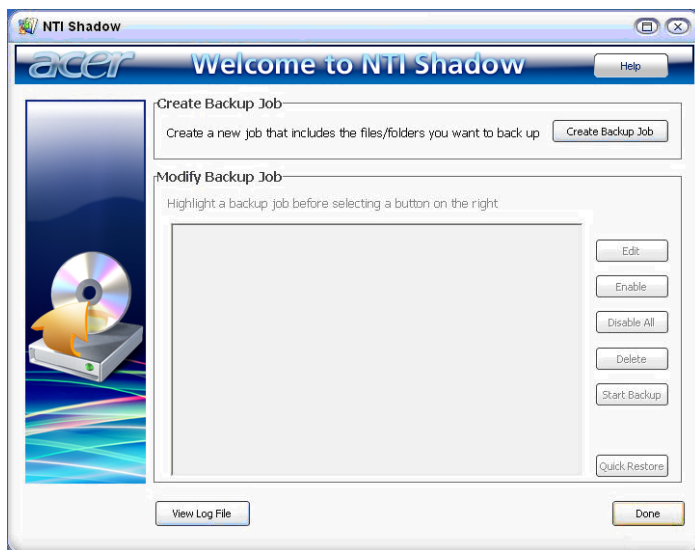 NTI Shadow
acer Welcome to NTI Shadow Help
Create Backup Job
Create a new job that includes the files/folders you want to back up Create Backup Job
Modify Backup Job
Highlight a backup job before selecting a button on the right
Edit
Enable
Disable All
Delete
Start Backup
Quick Restore
View Log File Done